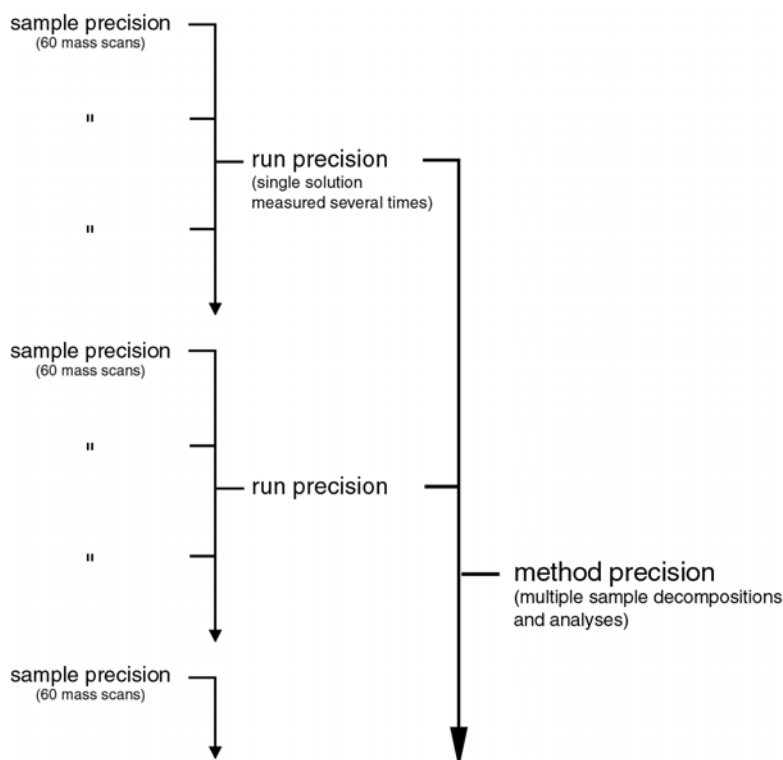 sample precision
(60 mass scans)
"
run precision
(single solution
measured several times)
"
sample precision
(60 mass scans)
"
run precision
"
method precision
(multiple sample decompositions
and analyses)
sample precision
(60 mass scans)